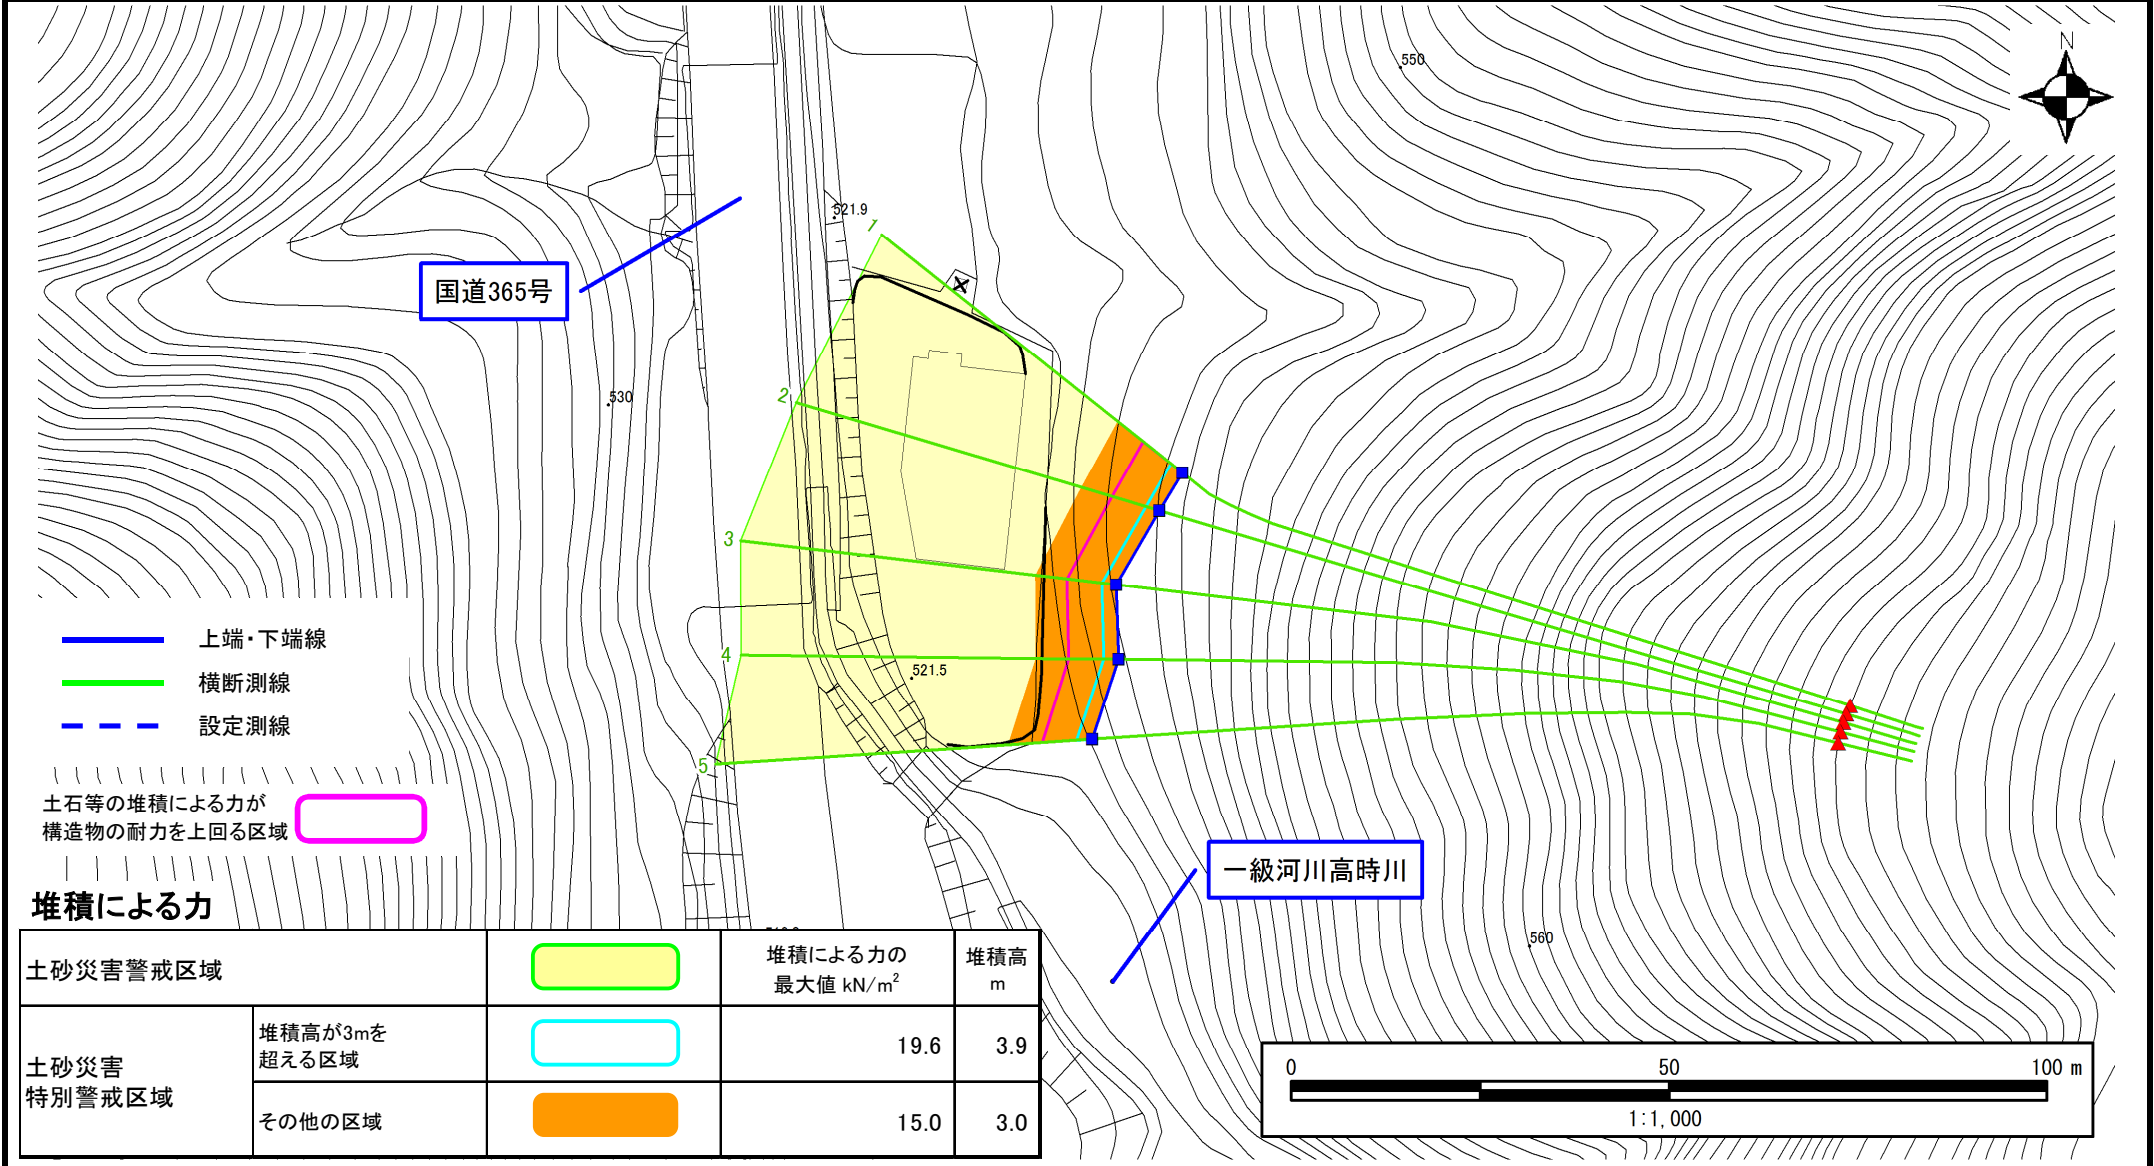 N
550
521.9
1
国道365号
2
530
3
4
521.5
5
上端・下端線
横断測線
設定測線
土石等の堆積による力が
構造物の耐力を上回る区域
一級河川高時川
560
堆積による力
土砂災害警戒区域
堆積による力の
最大値 kN/m²
堆積高
m
土砂災害
特別警戒区域
堆積高が3mを
超える区域
19.6 3.9
その他の区域
15.0 3.0
0 50 100 m
1:1,000